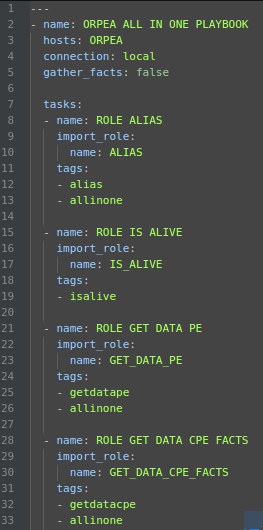 1 ---
2 - name: ORPEA ALL IN ONE PLAYBOOK
3   hosts: ORPEA
4   connection: local
5   gather_facts: false
6
7   tasks:
8   - name: ROLE ALIAS
9     import_role:
10       name: ALIAS
11     tags:
12     - alias
13     - allinone
14
15   - name: ROLE IS ALIVE
16     import_role:
17       name: IS_ALIVE
18     tags:
19     - isalive
20
21   - name: ROLE GET DATA PE
22     import_role:
23       name: GET_DATA_PE
24     tags:
25     - getdatape
26     - allinone
27
28   - name: ROLE GET DATA CPE FACTS
29     import_role:
30       name: GET_DATA_CPE_FACTS
31     tags:
32     - getdatacpe
33     - allinone